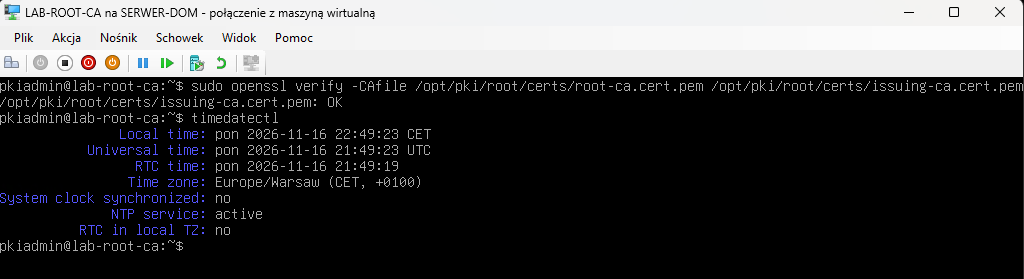 LAB-ROOT-CA na SERWER-DOM - połączenie z maszyną wirtualną
Plik Akcja Nośnik Schowek Widok Pomoc
pkiadmin@lab-root-ca:~$ sudo openssl verify -CAfile /opt/pki/root/certs/root-ca.cert.pem /opt/pki/root/certs/issuing-ca.cert.pem
/opt/pki/root/certs/issuing-ca.cert.pem: OK
pkiadmin@lab-root-ca:~$ timedatectl
Local time: pon 2026-11-16 22:49:23 CET
Universal time: pon 2026-11-16 21:49:23 UTC
RTC time: pon 2026-11-16 21:49:19
Time zone: Europe/Warsaw (CET, +0100)
System clock synchronized: no
NTP service: active
RTC in local TZ: no
pkiadmin@lab-root-ca:~$